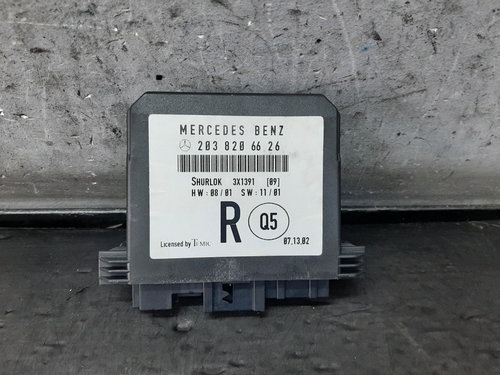 MERCEDES BENZ
203 820 66 26
SHURLOK 3X1391 [09]
HW: 08/01 SW: 11/01
R Q5
Licensed by TEMIC 07.13.02